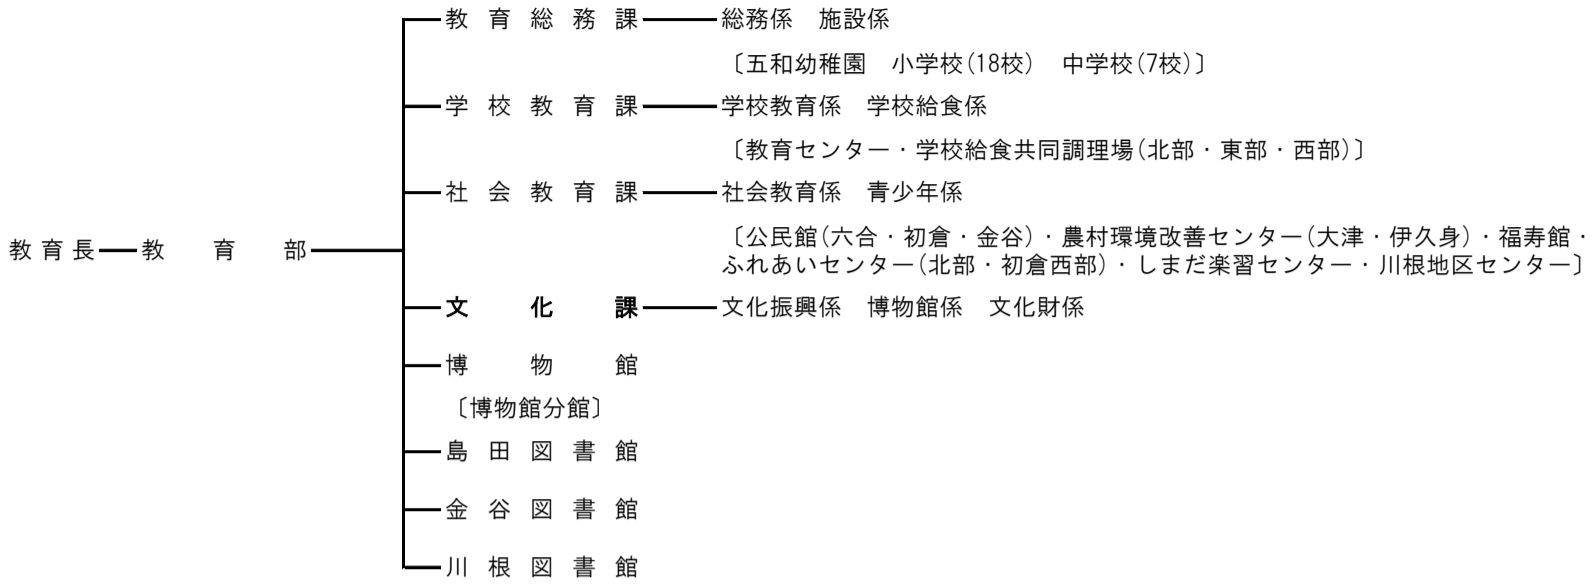 教育総務課 総務係 施設係
〔五和幼稚園 小学校(18校) 中学校(7校)〕
学校教育課 学校教育係 学校給食係
〔教育センター・学校給食共同調理場(北部・東部・西部)〕
社会教育課 社会教育係 青少年係
〔公民館(六合・初倉・金谷)・農村環境改善センター(大津・伊久身)・福寿館・
ふれあいセンター(北部・初倉西部)・しまだ楽習センター・川根地区センター〕
教育長 教育部
文化課 文化振興係 博物館係 文化財係
博物館
〔博物館分館〕
島田図書館
金谷図書館
川根図書館